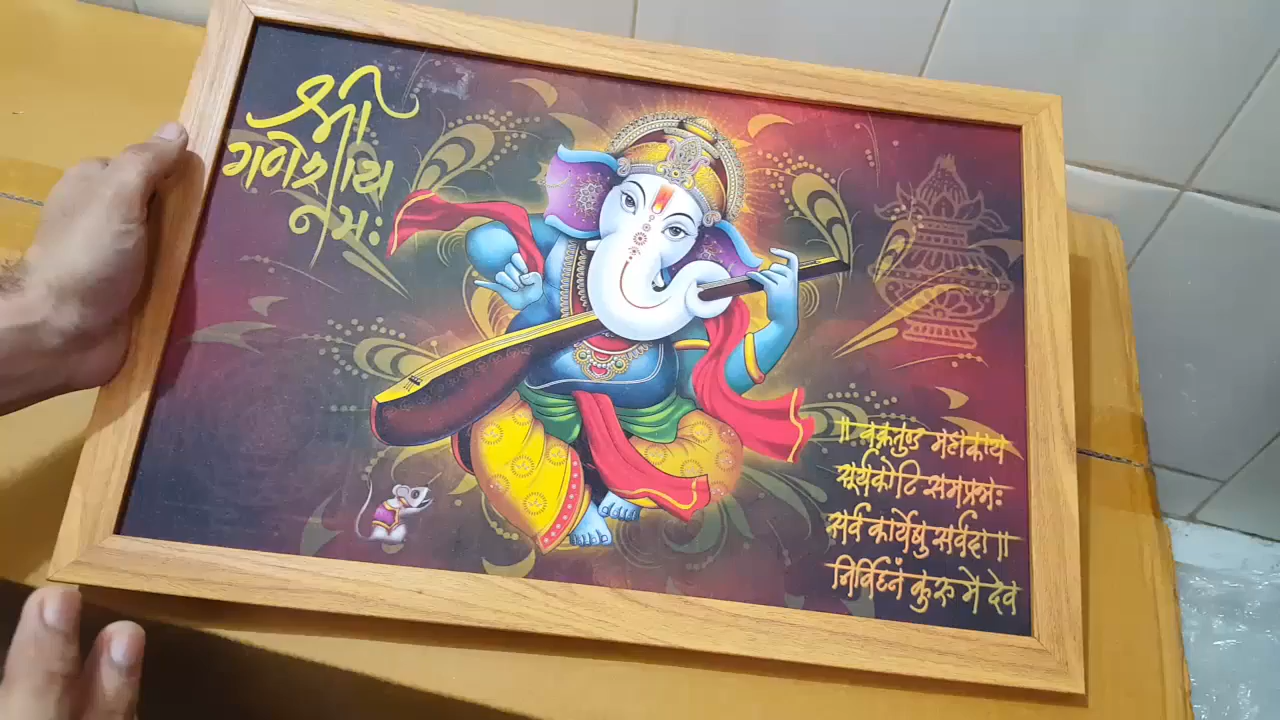 श्री
गणेशाय
नमः
॥ वक्रतुण्ड महाकाय
सूर्यकोटि समप्रभः
सर्व कार्येषु सर्वदा ॥
निर्विघ्नं कुरु मे देव